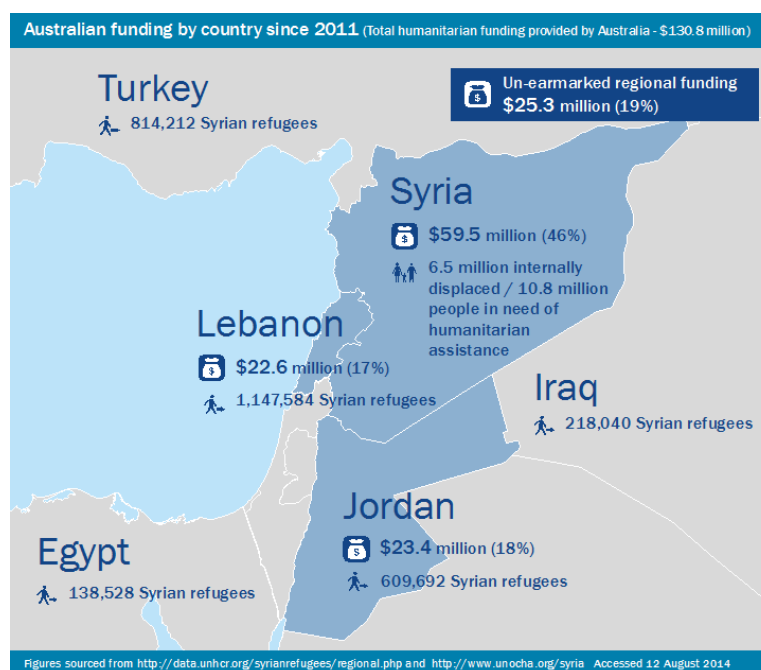 Australian funding by country since 2011 (Total humanitarian funding provided by Australia - $130.8 million)
Turkey
814,212 Syrian refugees
Un-earmarked regional funding
$25.3 million (19%)
Syria
$59.5 million (46%)
6.5 million internally
displaced / 10.8 million
people in need of
humanitarian
assistance
Lebanon
$22.6 million (17%)
1,147,584 Syrian refugees
Iraq
218,040 Syrian refugees
Jordan
$23.4 million (18%)
609,692 Syrian refugees
Egypt
138,528 Syrian refugees
Figures sourced from http://data.unhcr.org/syrianrefugees/regional.php and http://www.unocha.org/syria Accessed 12 August 2014